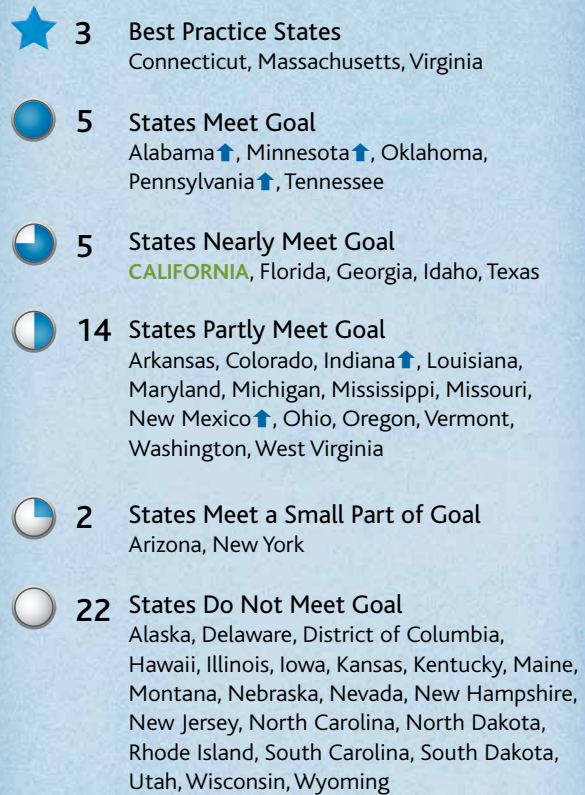 3 Best Practice States
Connecticut, Massachusetts, Virginia
5 States Meet Goal
Alabama⬆, Minnesota⬆, Oklahoma,
Pennsylvania⬆, Tennessee
5 States Nearly Meet Goal
CALIFORNIA, Florida, Georgia, Idaho, Texas
14 States Partly Meet Goal
Arkansas, Colorado, Indiana⬆, Louisiana,
Maryland, Michigan, Mississippi, Missouri,
New Mexico⬆, Ohio, Oregon, Vermont,
Washington, West Virginia
2 States Meet a Small Part of Goal
Arizona, New York
22 States Do Not Meet Goal
Alaska, Delaware, District of Columbia,
Hawaii, Illinois, Iowa, Kansas, Kentucky, Maine,
Montana, Nebraska, Nevada, New Hampshire,
New Jersey, North Carolina, North Dakota,
Rhode Island, South Carolina, South Dakota,
Utah, Wisconsin, Wyoming